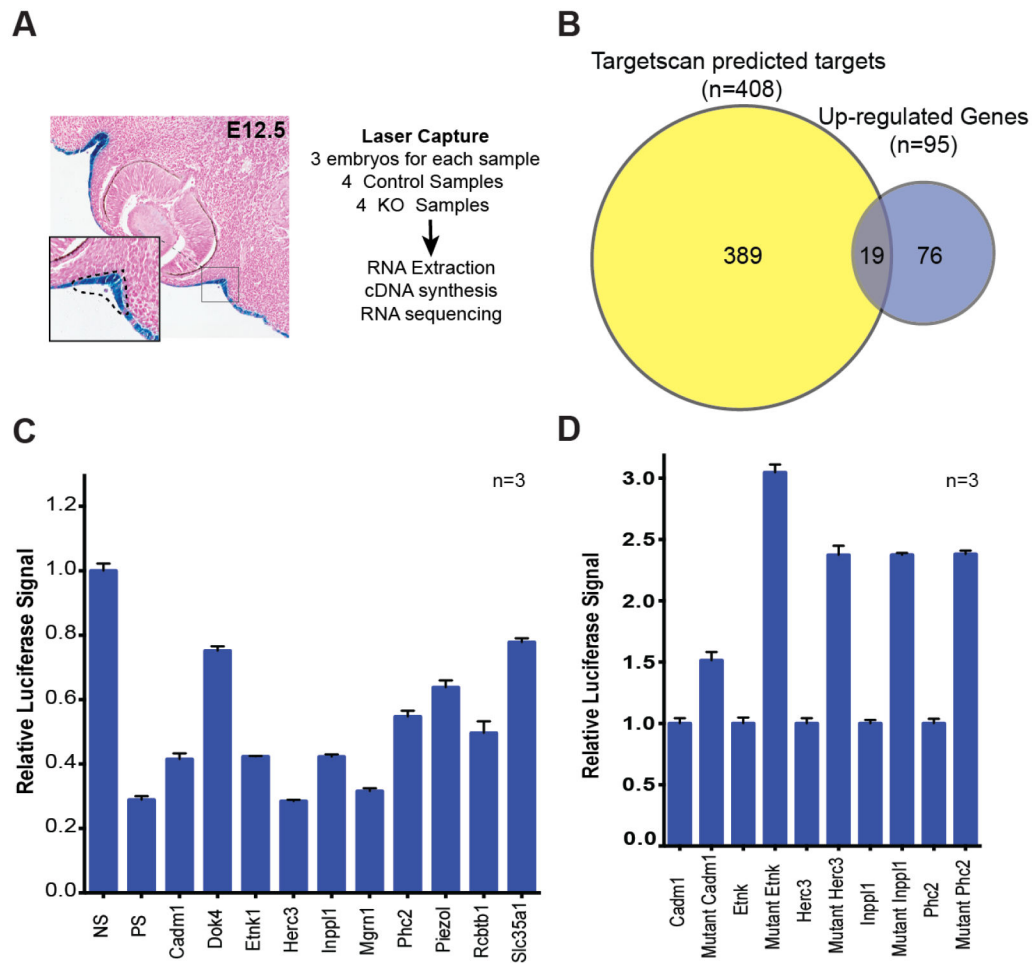 A
E12.5
Laser Capture
3 embryos for each sample
4 Control Samples
4 KO Samples
RNA Extraction
cDNA synthesis
RNA sequencing
B
Targetscan predicted targets
(n=408)
Up-regulated Genes
(n=95)
389
19
76
C
n=3
Relative Luciferase Signal
1.2
1.0
0.8
0.6
0.4
0.2
0.0
NS
PS
Cadm1
Dok4
Etnk1
Herc3
Inppl1
Mgrn1
Phc2
Piezol
Rcbtb1
Slc35a1
D
n=3
Relative Luciferase Signal
3.0
2.5
2.0
1.5
1.0
0.5
0.0
Cadm1
Mutant Cadm1
Etnk
Mutant Etnk
Herc3
Mutant Herc3
Inppl1
Mutant Inppl1
Phc2
Mutant Phc2